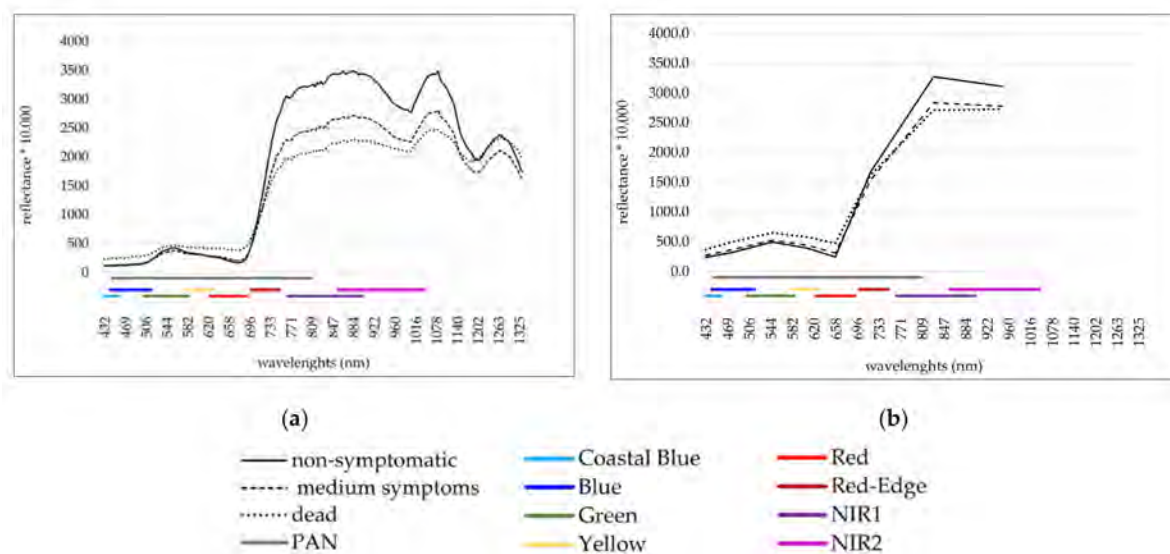 4000
3500
3000
2500
2000
1500
1000
500
0
reflectance * 10,000
432 469 506 544 582 620 658 696 733 771 809 847 884 922 960 1016 1078 1140 1202 1263 1325
wavelenghts (nm)
(a)
4000.0
3500.0
3000.0
2500.0
2000.0
1500.0
1000.0
500.0
0.0
reflectance * 10,000
432 469 506 544 582 620 658 696 733 771 809 847 884 922 960 1016 1078 1140 1202 1263 1325
wavelenghts (nm)
(b)
non-symptomatic
medium symptoms
dead
PAN
Coastal Blue
Blue
Green
Yellow
Red
Red-Edge
NIR1
NIR2